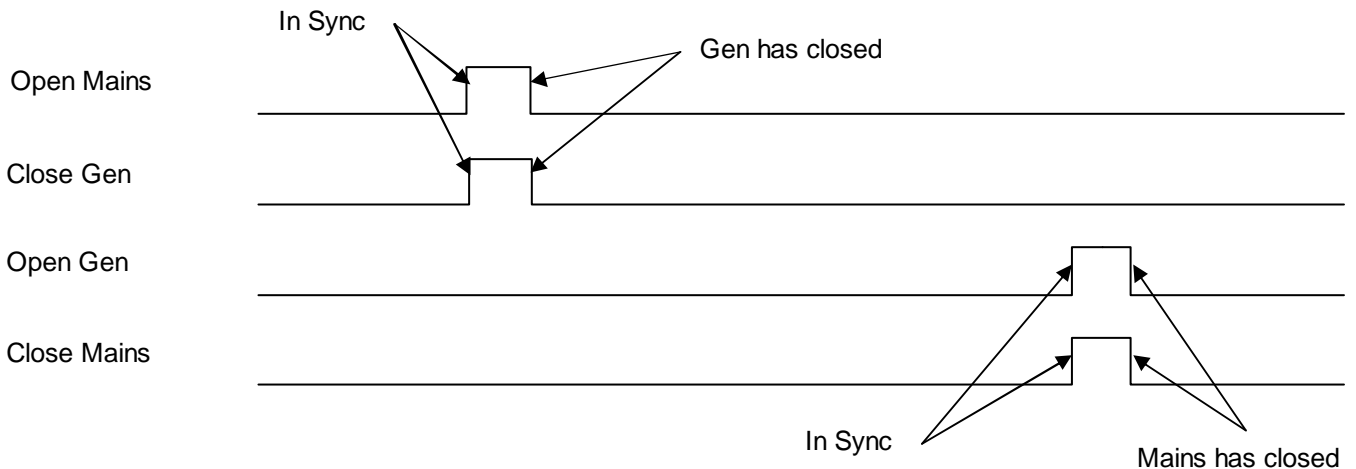 In Sync
Gen has closed
Open Mains
Close Gen
Open Gen
Close Mains
In Sync
Mains has closed